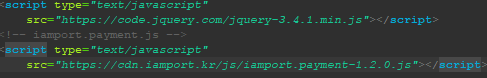 <script type="text/javascript"
src="https://code.jquery.com/jquery-3.4.1.min.js"></script>
<!-- iamport.payment.js -->
<script type="text/javascript"
src="https://cdn.iamport.kr/js/iamport.payment-1.2.0.js"></script>